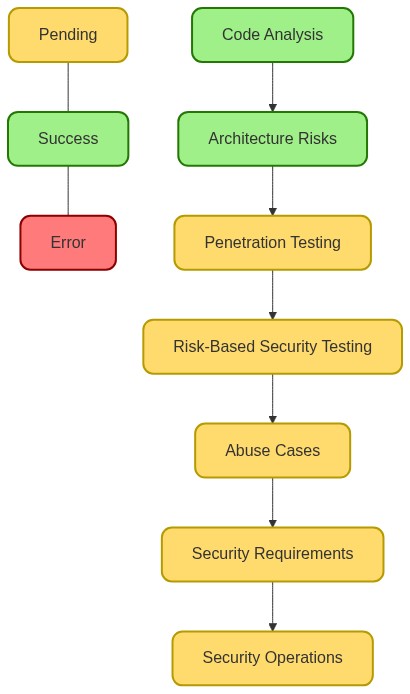 Pending
Success
Error
Code Analysis
Architecture Risks
Penetration Testing
Risk-Based Security Testing
Abuse Cases
Security Requirements
Security Operations